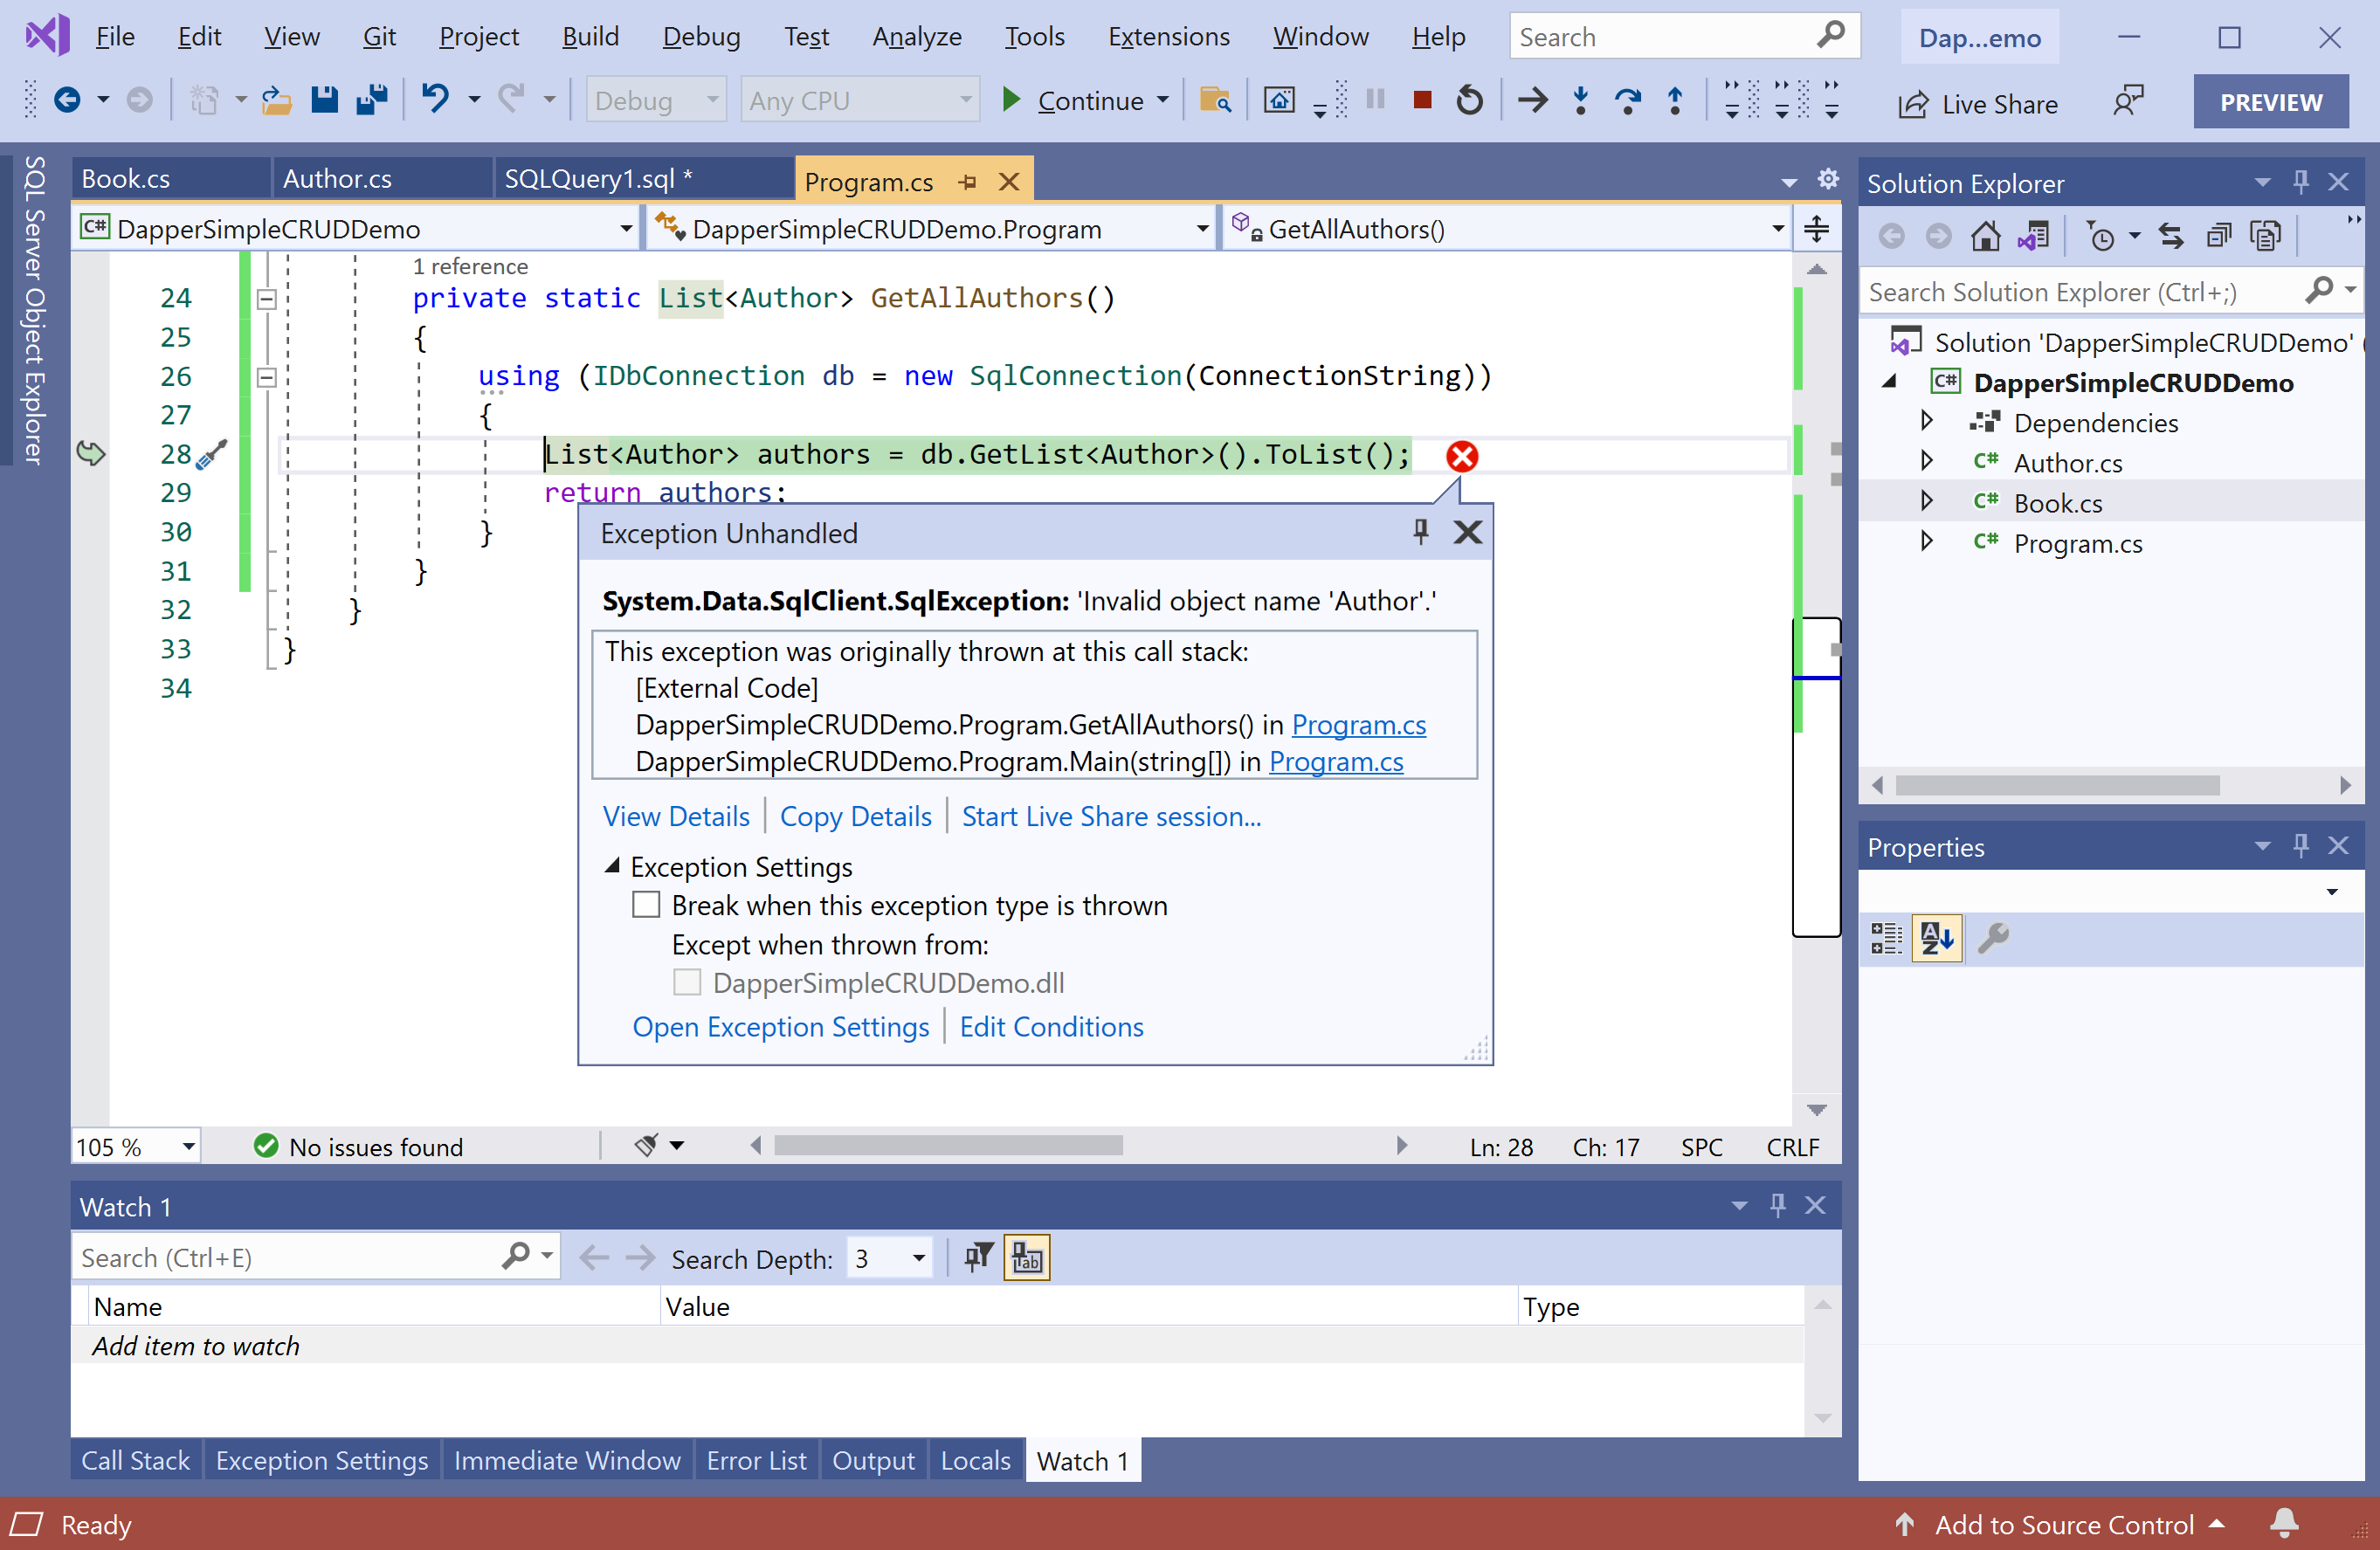 File Edit View Git Project Build Debug Test Analyze Tools Extensions Window Help Search Dap...emo
Debug Any CPU Continue Live Share PREVIEW
SQL Server Object Explorer
Book.cs Author.cs SQLQuery1.sql * Program.cs
C# DapperSimpleCRUDDemo DapperSimpleCRUDDemo.Program GetAllAuthors()
1 reference
24 private static List<Author> GetAllAuthors()
25 {
26 using (IDbConnection db = new SqlConnection(ConnectionString))
27 {
28 List<Author> authors = db.GetList<Author>().ToList();
29 return authors;
30 }
31 }
32 }
33 }
34
Exception Unhandled
System.Data.SqlClient.SqlException: 'Invalid object name 'Author'.'
This exception was originally thrown at this call stack:
[External Code]
DapperSimpleCRUDDemo.Program.GetAllAuthors() in Program.cs
DapperSimpleCRUDDemo.Program.Main(string[]) in Program.cs
View Details Copy Details Start Live Share session...
Exception Settings
Break when this exception type is thrown
Except when thrown from:
DapperSimpleCRUDDemo.dll
Open Exception Settings Edit Conditions
105 % No issues found Ln: 28 Ch: 17 SPC CRLF
Watch 1
Search (Ctrl+E) Search Depth: 3
Name Value Type
Add item to watch
Call Stack Exception Settings Immediate Window Error List Output Locals Watch 1
Solution Explorer
Search Solution Explorer (Ctrl+;)
Solution 'DapperSimpleCRUDDemo' (
C# DapperSimpleCRUDDemo
Dependencies
C# Author.cs
C# Book.cs
C# Program.cs
Properties
Ready Add to Source Control